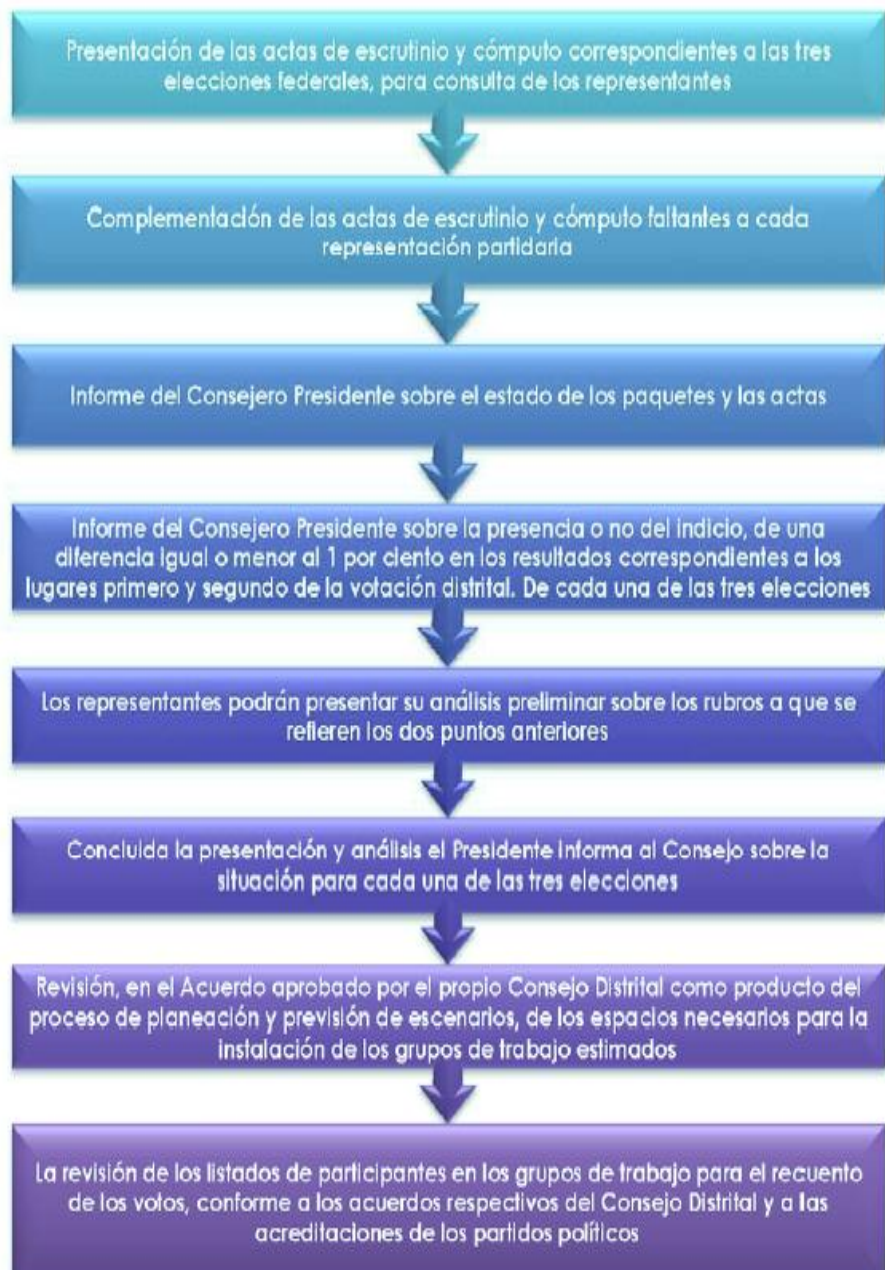 Presentación de las actas de escrutinio y cómputo correspondientes a las tres
elecciones federales, para consulta de los representantes
Complementación de las actas de escrutinio y cómputo faltantes a cada
representación partidaria
Informe del Consejero Presidente sobre el estado de los paquetes y las actas
Informe del Consejero Presidente sobre la presencia o no del indicio, de una
diferencia igual o menor al 1 por ciento en los resultados correspondientes a los
lugares primero y segundo de la votación distrital. De cada una de las tres elecciones
Los representantes podrán presentar su análisis preliminar sobre los rubros a que se
refieren los dos puntos anteriores
Concluida la presentación y análisis el Presidente informa al Consejo sobre la
situación para cada una de las tres elecciones
Revisión, en el Acuerdo aprobado por el propio Consejo Distrital como producto del
proceso de planeación y previsión de escenarios, de los espacios necesarios para la
instalación de los grupos de trabajo estimados
La revisión de los listados de participantes en los grupos de trabajo para el recuento
de los votos, conforme a los acuerdos respectivos del Consejo Distrital y a las
acreditaciones de los partidos políticos